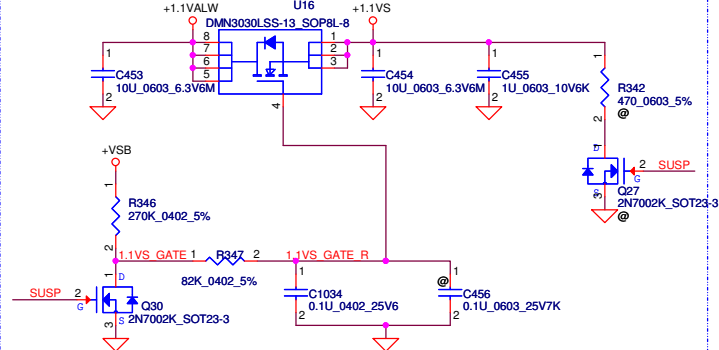 +1.1VALW
U16
+1.1VS
DMN3030LSS-13_SOP8L-8
8
7
6
5
1
2
3
4
1
C453
10U_0603_6.3V6M
2
1
C454
10U_0603_6.3V6M
2
1
C455
1U_0603_10V6K
2
1
R342
470_0603_5%
2
@
+VSB
1
R346
270K_0402_5%
2
D
1
2
SUSP
G
S
3
Q27
2N7002K_SOT23-3
@
1.1VS_GATE
1
R347
2
82K_0402_5%
1.1VS_GATE_R
SUSP
2
G
1
D
Q30
S
2N7002K_SOT23-3
3
1
C1034
0.1U_0402_25V6
2
@
1
C456
0.1U_0603_25V7K
2